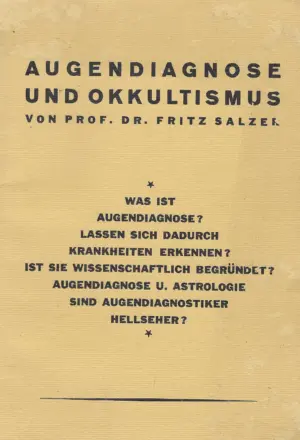 AUGENDIAGNOSE
UND OKKULTISMUS
VON PROF. DR. FRITZ SALZER
*
WAS IST
AUGENDIAGNOSE?
LASSEN SICH DADURCH
KRANKHEITEN ERKENNEN?
IST SIE WISSENSCHAFTLICH BEGRÜNDET?
AUGENDIAGNOSE U. ASTROLOGIE
SIND AUGENDIAGNOSTIKER
HELLSEHER?
*